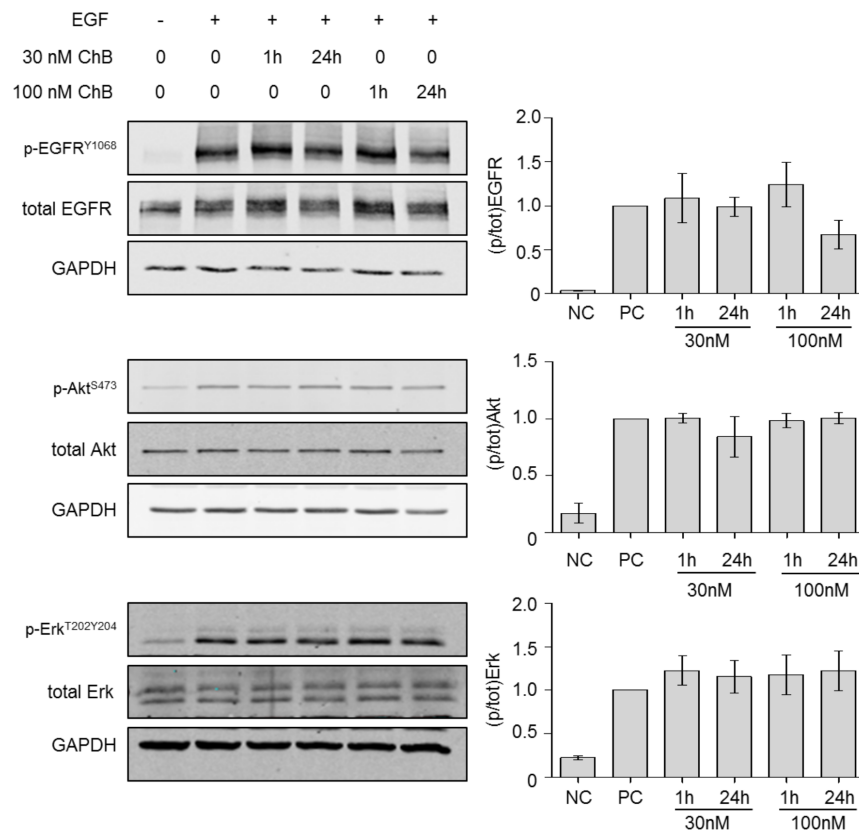 EGF - + + + + +
30 nM ChB 0 0 1h 24h 0 0
100 nM ChB 0 0 0 0 1h 24h
p-EGFRY1068
total EGFR
GAPDH
(p/tot)EGFR
2.0
1.5
1.0
0.5
0
NC PC 1h 24h 1h 24h
30nM 100nM
p-AktS473
total Akt
GAPDH
(p/tot)Akt
1.5
1.0
0.5
0
NC PC 1h 24h 1h 24h
30nM 100nM
p-ErkT202Y204
total Erk
GAPDH
(p/tot)Erk
2.0
1.5
1.0
0.5
0
NC PC 1h 24h 1h 24h
30nM 100nM